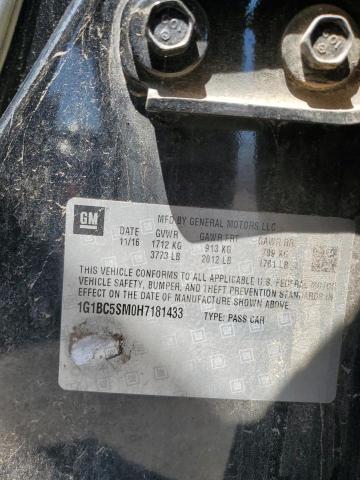 GM
MFG BY GENERAL MOTORS LLC
DATE GVWR GAWR FRT GAWR RR
11/16 1712 KG 913 KG 799 KG
3773 LB 2012 LB 1761 LB
THIS VEHICLE CONFORMS TO ALL APPLICABLE U.S. FEDERAL MOTOR
VEHICLE SAFETY, BUMPER, AND THEFT PREVENTION STANDARDS
IN EFFECT ON THE DATE OF MANUFACTURE SHOWN ABOVE.
1G1BC5SM0H7181433 TYPE: PASS CAR